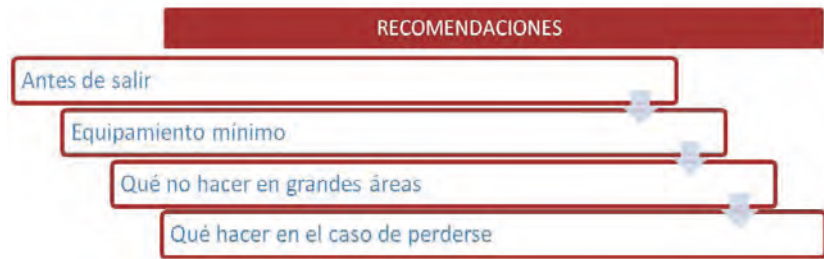 RECOMENDACIONES
Antes de salir
Equipamiento mínimo
Qué no hacer en grandes áreas
Qué hacer en el caso de perderse